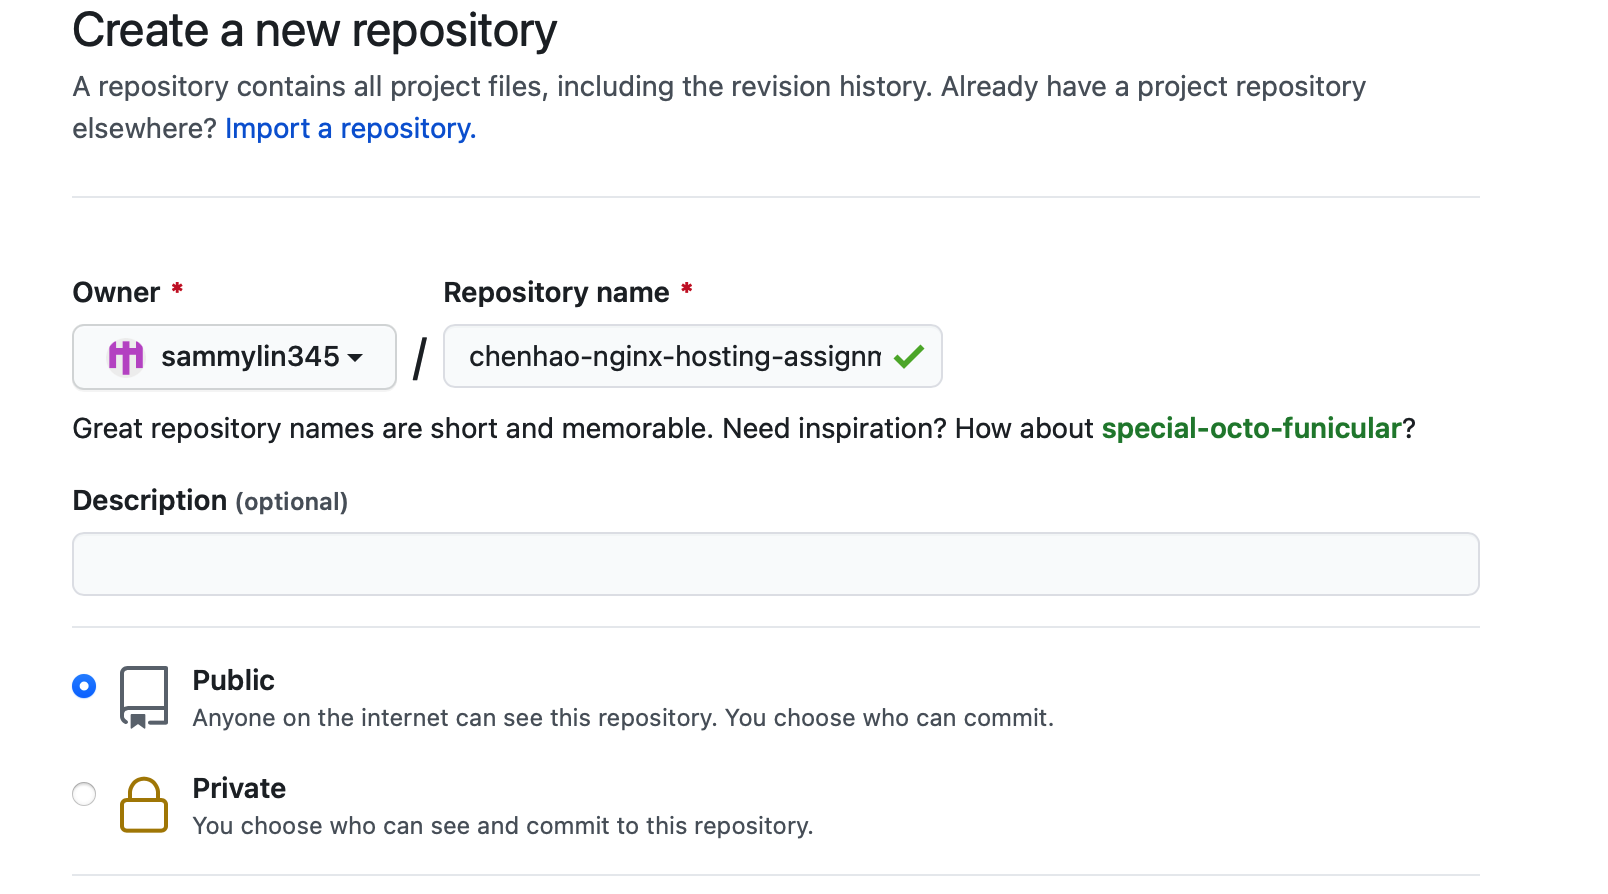 Create a new repository
A repository contains all project files, including the revision history. Already have a project repository
elsewhere? Import a repository.
Owner *
Repository name *
sammylin345 / chenhao-nginx-hosting-assignm
Great repository names are short and memorable. Need inspiration? How about special-octo-funicular?
Description (optional)
Public
Anyone on the internet can see this repository. You choose who can commit.
Private
You choose who can see and commit to this repository.